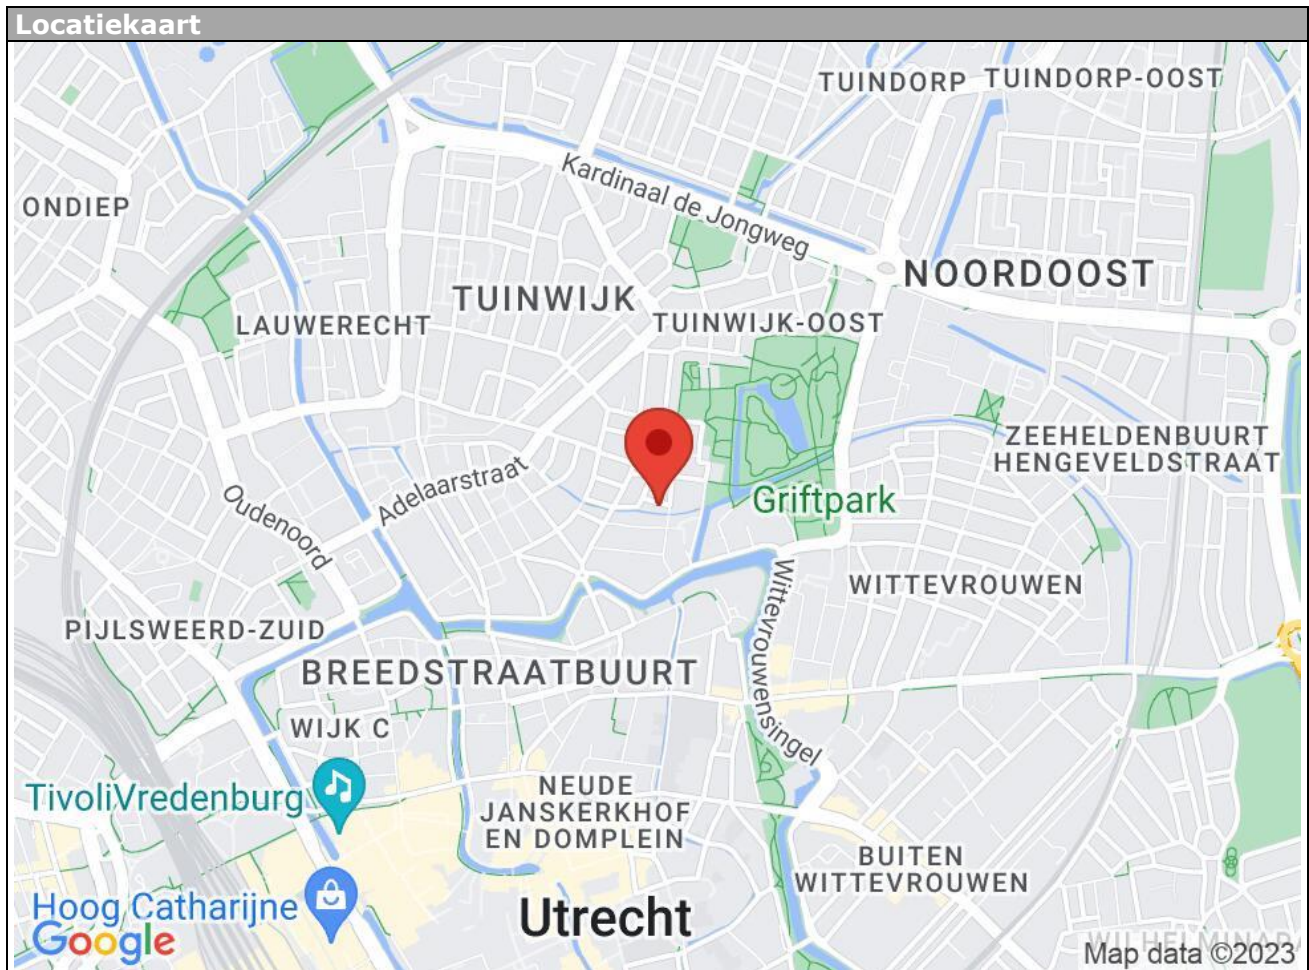 Locatiekaart
TUINDORP
TUINDORP-OOST
Kardinaal de Jongweg
ONDIEP
NOORDOOST
TUINWIJK
LAUWERECHT
TUINWIJK-OOST
ZEEHELDENBUURT
HENGEVELDSTRAAT
Adelaarstraat
Oudenoord
Griftpark
WITTEVROUWEN
Wittevrouwensingel
PIJLSWEERD-ZUID
BREEDSTRAATBUURT
WIJK C
TivoliVredenburg
NEUDE
JANSKERKHOF
EN DOMPLEIN
BUITEN
WITTEVROUWEN
Hoog Catharijne
Utrecht
Google
Map data ©2023